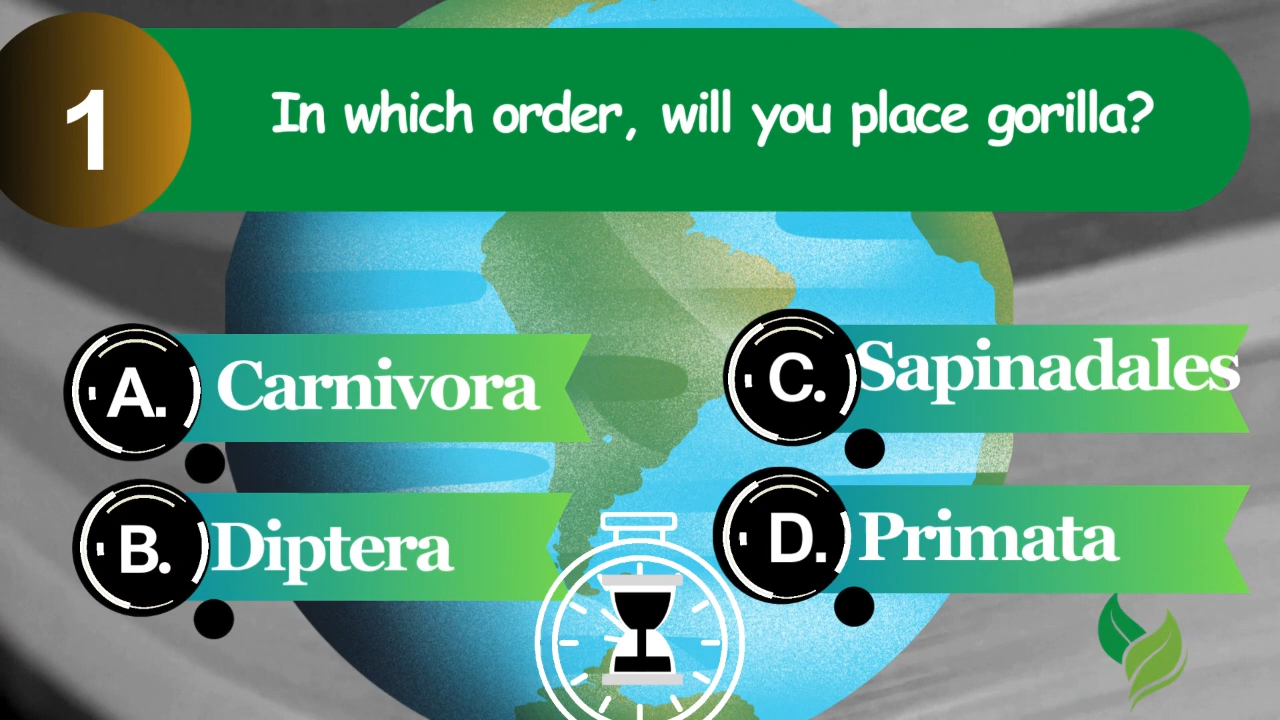 1
In which order, will you place gorilla?
A. Carnivora
B. Diptera
C. Sapinadales
D. Primata